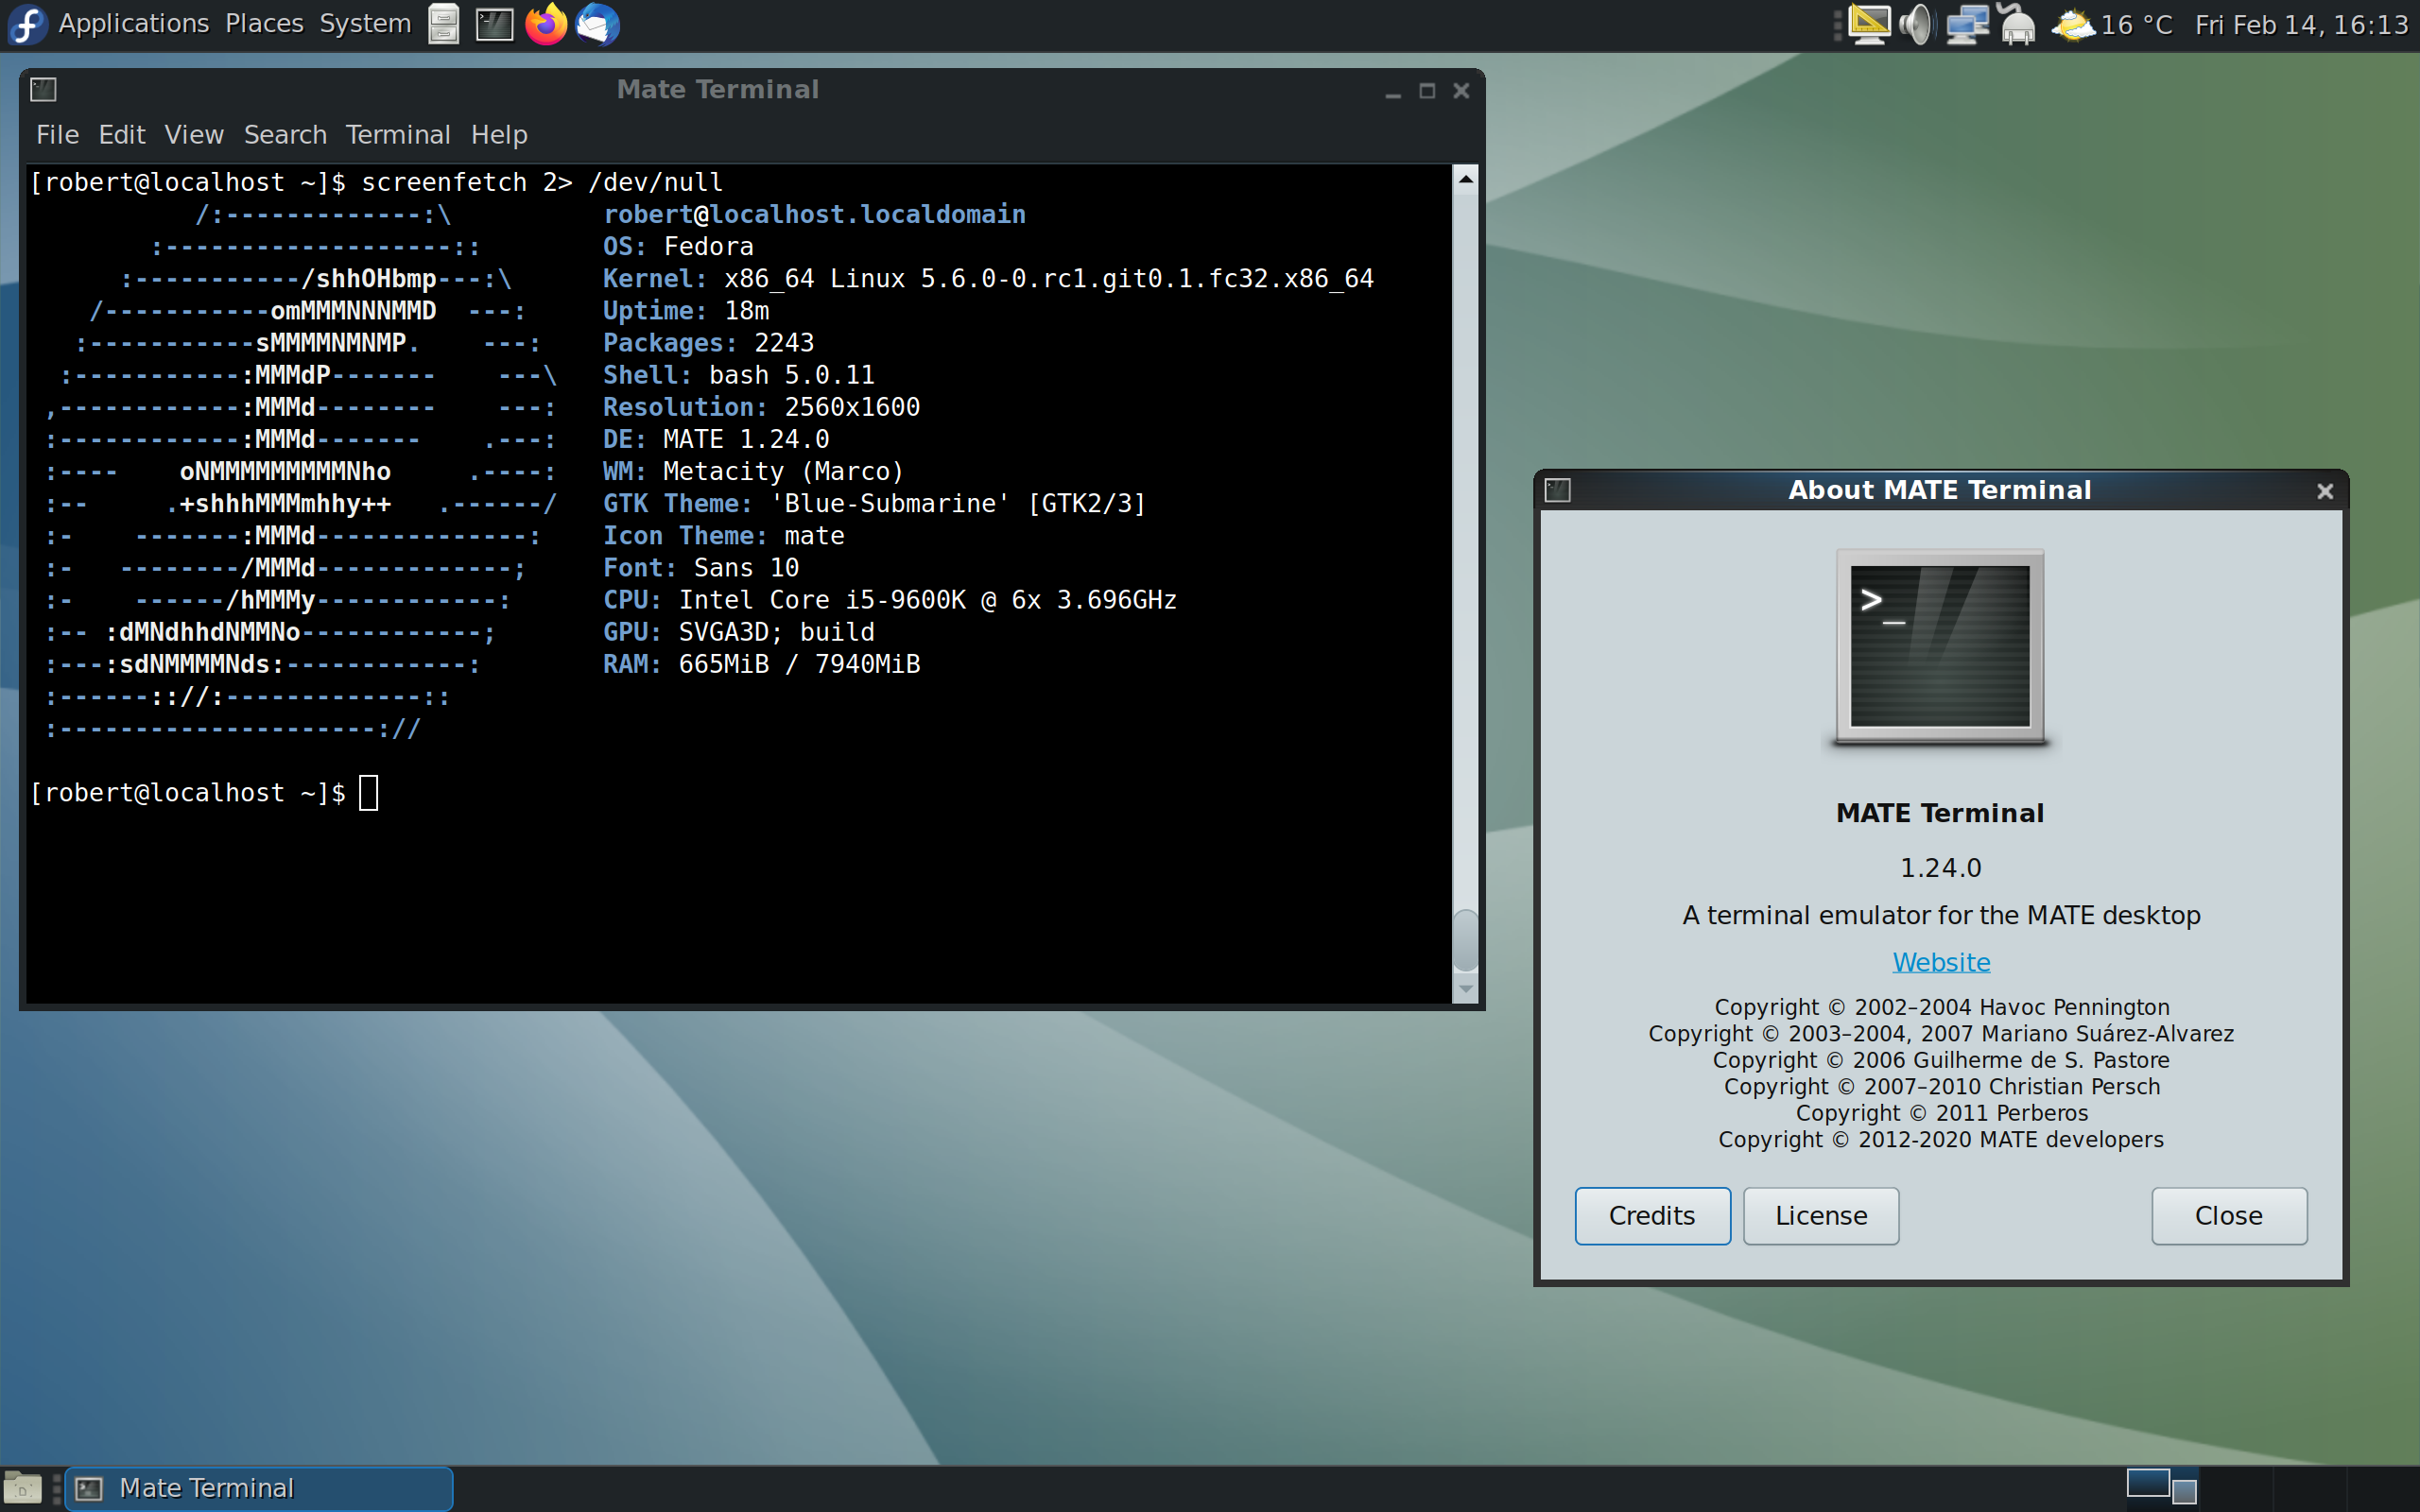 Applications Places System 16 °C Fri Feb 14, 16:13
Mate Terminal
File Edit View Search Terminal Help
[robert@localhost ~]$ screenfetch 2> /dev/null
/:-------------:\ robert@localhost.localdomain
:-------------------:: OS: Fedora
:-----------/shhOHbmp---:\ Kernel: x86_64 Linux 5.6.0-0.rc1.git0.1.fc32.x86_64
/-----------omMMMNNNMMD ---: Uptime: 18m
:-----------sMMMMNMNMP. ---: Packages: 2243
:-----------:MMMdP------- ---\ Shell: bash 5.0.11
,------------:MMMd-------- ---: Resolution: 2560x1600
:------------:MMMd------- .---: DE: MATE 1.24.0
:---- oNMMMMMMMMMNho .----: WM: Metacity (Marco)
:-- .+shhhMMMmhhy++ .------/ GTK Theme: 'Blue-Submarine' [GTK2/3]
:- -------:MMMd--------------: Icon Theme: mate
:- --------/MMMd-------------; Font: Sans 10
:- ------/hMMMy------------: CPU: Intel Core i5-9600K @ 6x 3.696GHz
:-- :dMNdhhdNMMNo------------; GPU: SVGA3D; build
:---:sdNMMMMNds:------------: RAM: 665MiB / 7940MiB
:------:://:-------------::
:---------------------://
[robert@localhost ~]$
About MATE Terminal
>_
MATE Terminal
1.24.0
A terminal emulator for the MATE desktop
Website
Copyright © 2002–2004 Havoc Pennington
Copyright © 2003–2004, 2007 Mariano Suárez-Alvarez
Copyright © 2006 Guilherme de S. Pastore
Copyright © 2007–2010 Christian Persch
Copyright © 2011 Perberos
Copyright © 2012-2020 MATE developers
Credits License Close
Mate Terminal